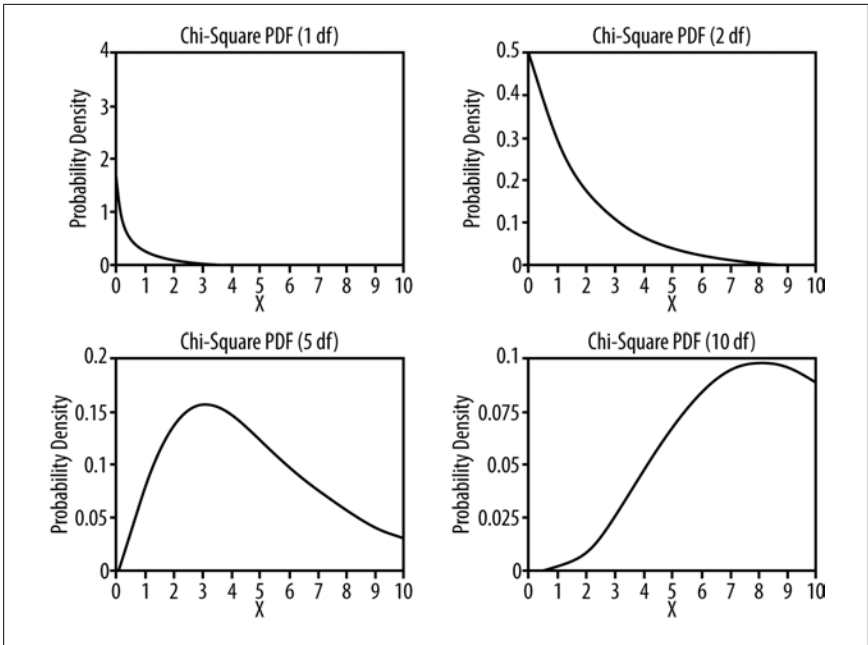 Chi-Square PDF (1 df)
Probability Density
4
3
2
1
0
0 1 2 3 4 5 6 7 8 9 10
X
Chi-Square PDF (2 df)
Probability Density
0.5
0.4
0.3
0.2
0.1
0
0 1 2 3 4 5 6 7 8 9 10
X
Chi-Square PDF (5 df)
Probability Density
0.2
0.15
0.1
0.05
0
0 1 2 3 4 5 6 7 8 9 10
X
Chi-Square PDF (10 df)
Probability Density
0.1
0.075
0.05
0.025
0
0 1 2 3 4 5 6 7 8 9 10
X